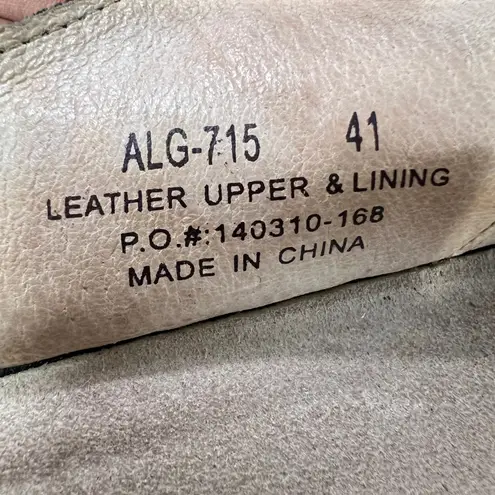 ALG-715 41
LEATHER UPPER & LINING
P.O.#:140310-168
MADE IN CHINA